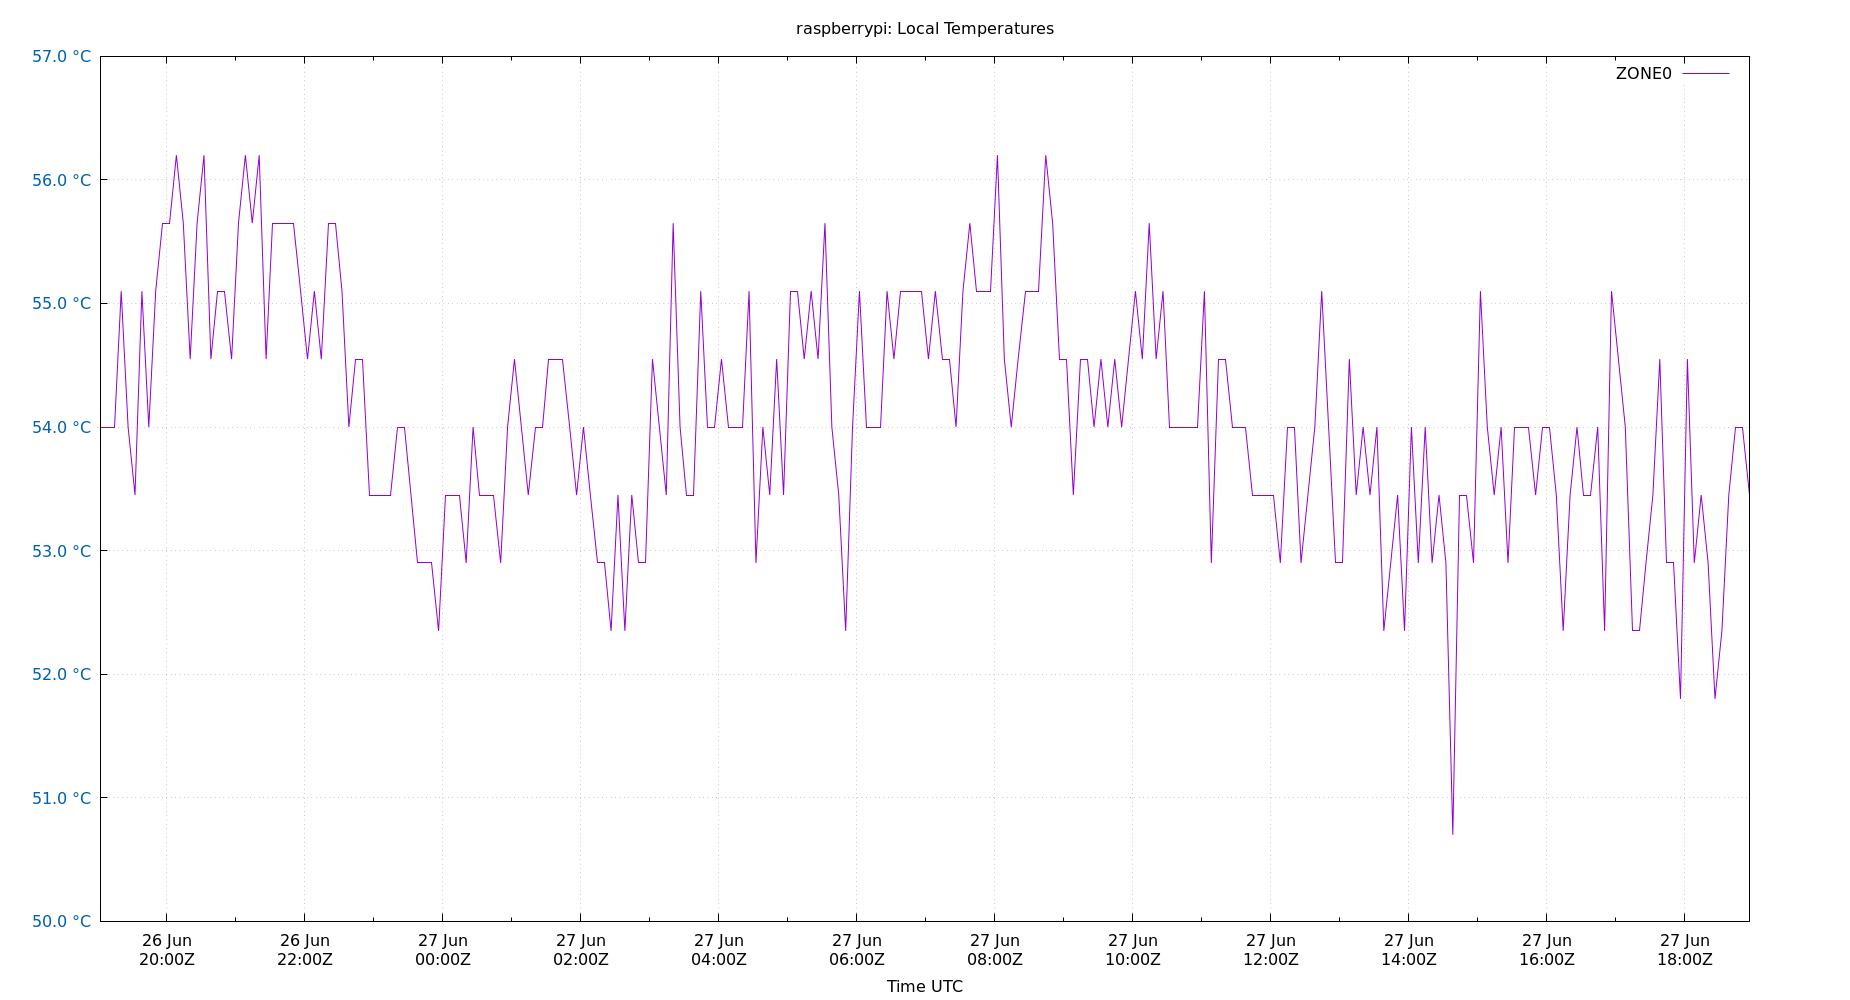 raspberrypi: Local Temperatures
57.0 °C
ZONE0
56.0 °C
55.0 °C
54.0 °C
53.0 °C
52.0 °C
51.0 °C
50.0 °C
26 Jun 26 Jun 27 Jun 27 Jun 27 Jun 27 Jun 27 Jun 27 Jun 27 Jun 27 Jun 27 Jun 27 Jun
20:00Z 22:00Z 00:00Z 02:00Z 04:00Z 06:00Z 08:00Z 10:00Z 12:00Z 14:00Z 16:00Z 18:00Z
Time UTC